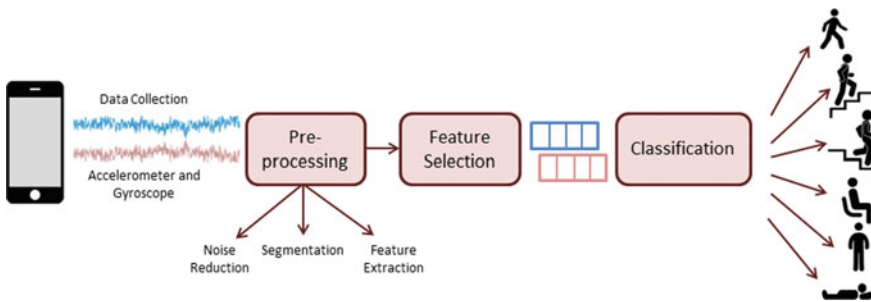 Data Collection
Accelerometer and
Gyroscope
Pre-
processing
Feature
Selection
Classification
Noise
Reduction
Segmentation
Feature
Extraction